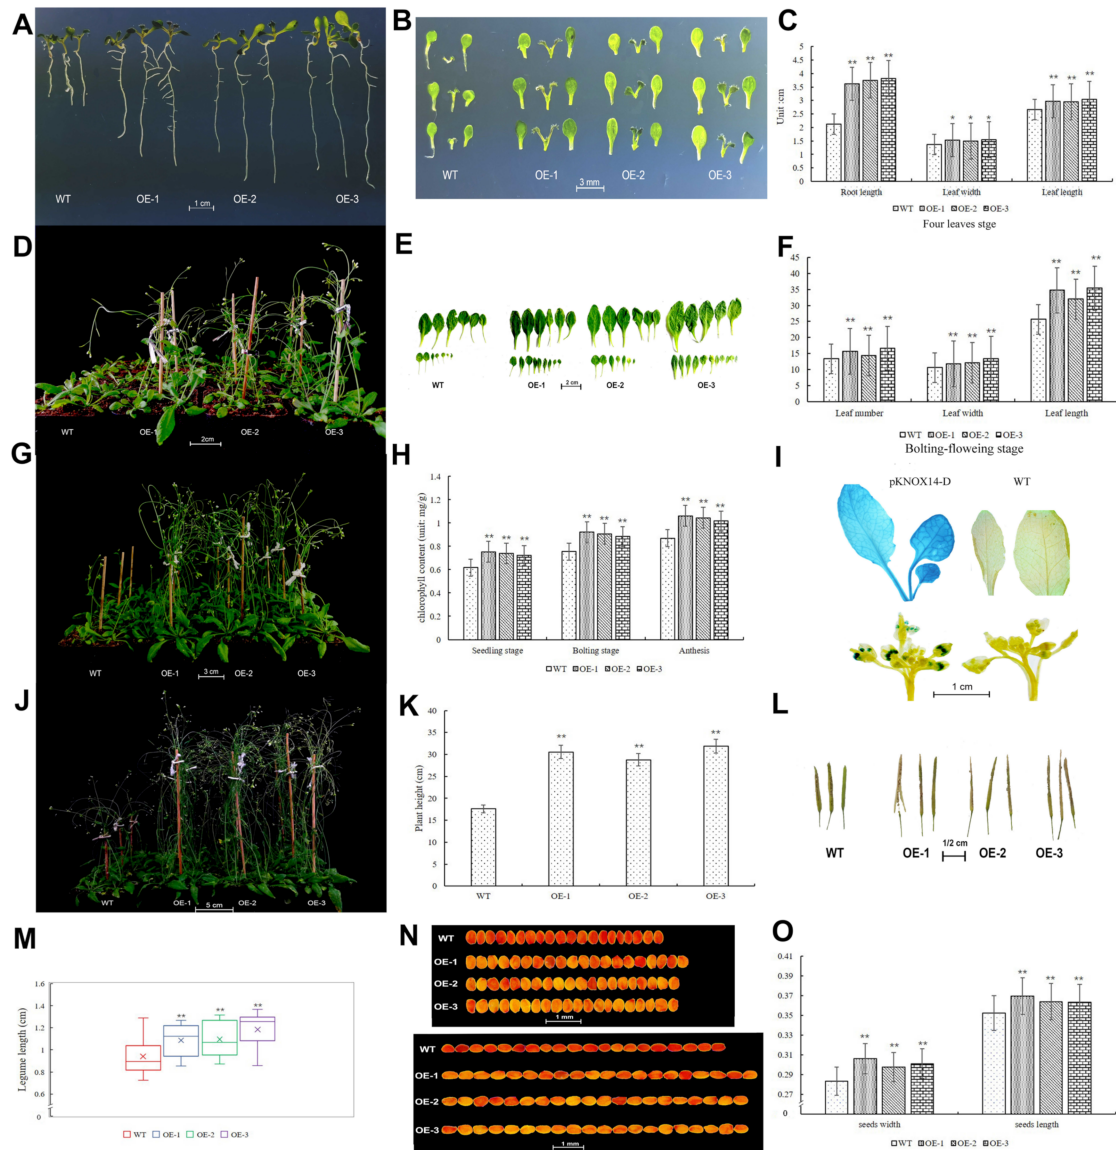 A
WT
OE-1
OE-2
OE-3
1 cm
B
WT
OE-1
OE-2
OE-3
3 mm
C
Unit :cm
5
4.5
4
3.5
3
2.5
2
1.5
1
0.5
0
** ** **
* * *
** ** **
Root length
Leaf width
Leaf length
WT OE-1 OE-2 OE-3
Four leaves stge
D
WT
OE-1
OE-2
OE-3
2cm
E
WT
OE-1
OE-2
OE-3
2 cm
F
45
40
35
30
25
20
15
10
5
0
** ** **
** ** **
** ** **
Leaf number
Leaf width
Leaf length
WT OE-1 OE-2 OE-3
Bolting-floweing stage
G
WT
OE-1
OE-2
OE-3
3 cm
H
chlorophyll content (unit: mg/g)
1.4
1.2
1
0.8
0.6
0.4
0.2
0
** ** **
** ** **
** ** **
Seedling stage
Bolting stage
Anthesis
WT OE-1 OE-2 OE-3
I
pKNOX14-D
WT
1 cm
J
WT
OE-1
OE-2
OE-3
5 cm
K
Plant height (cm)
40
35
30
25
20
15
10
5
0
** ** **
WT
OE-1
OE-2
OE-3
L
WT
OE-1
OE-2
OE-3
1/2 cm
M
Legume length (cm)
1.6
1.4
1.2
1
0.8
0.6
0
** ** **
WT OE-1 OE-2 OE-3
N
WT
OE-1
OE-2
OE-3
1 mm
WT
OE-1
OE-2
OE-3
1 mm
O
0.41
0.39
0.37
0.35
0.33
0.31
0.29
0.27
0
** ** **
** ** **
seeds width
seeds length
WT OE-1 OE-2 OE-3